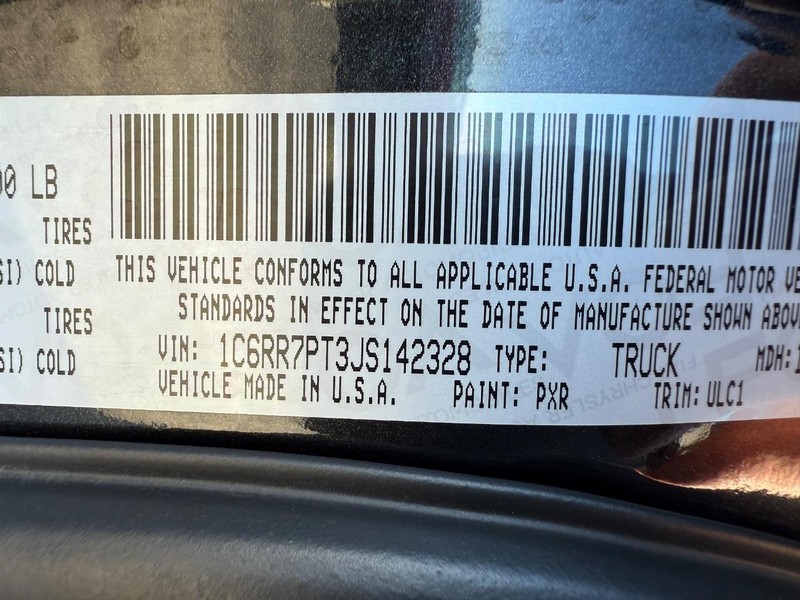 00 LB
TIRES
SI) COLD
TIRES
SI) COLD
THIS VEHICLE CONFORMS TO ALL APPLICABLE U.S.A. FEDERAL MOTOR VE
STANDARDS IN EFFECT ON THE DATE OF MANUFACTURE SHOWN ABOV
VIN: 1C6RR7PT3JS142328 TYPE: TRUCK MDH:1
VEHICLE MADE IN U.S.A. PAINT: PXR TRIM: ULC1